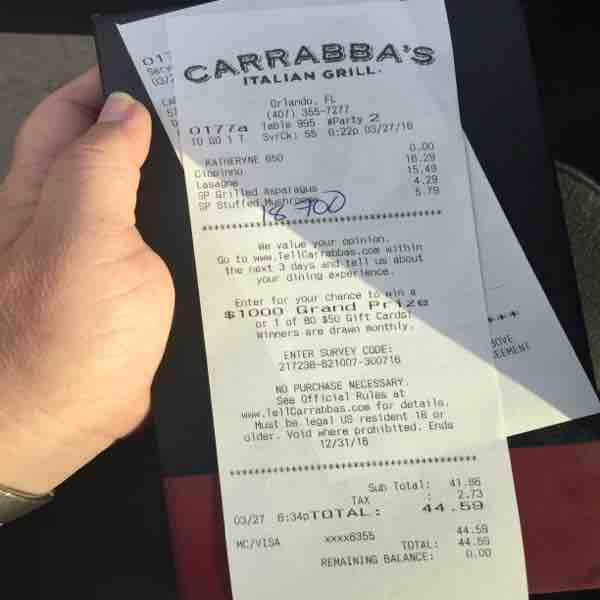 CARRABBA'S
ITALIAN GRILL
Orlando, FL
(407) 355-7277
0177a Table 995 #Party 2
TO GO 1 T SvrCk: 55 6:22p 03/27/16
KATHERYNE 650 0.00
Cioppino 16.29
Lasagne 15.49
SP Grilled Asparagus 4.29
SP Stuffed Mushrooms 5.79
18 700
We value your opinion.
Go to www.TellCarrabbas.com within
the next 3 days and tell us about
your dining experience.
Enter for your chance to win a
$1000 Grand Prize
or 1 of 80 $50 Gift Cards!
Winners are drawn monthly.
ENTER SURVEY CODE:
217238-821007-300716
NO PURCHASE NECESSARY.
See Official Rules at
www.TellCarrabbas.com for details.
Must be legal US resident 18 or
older. Void where prohibited. Ends
12/31/16
Sub Total: 41.86
TAX : 2.73
03/27 6:34p TOTAL: 44.59
MC/VISA xxxx6355 44.59
TOTAL: 44.59
REMAINING BALANCE: 0.00